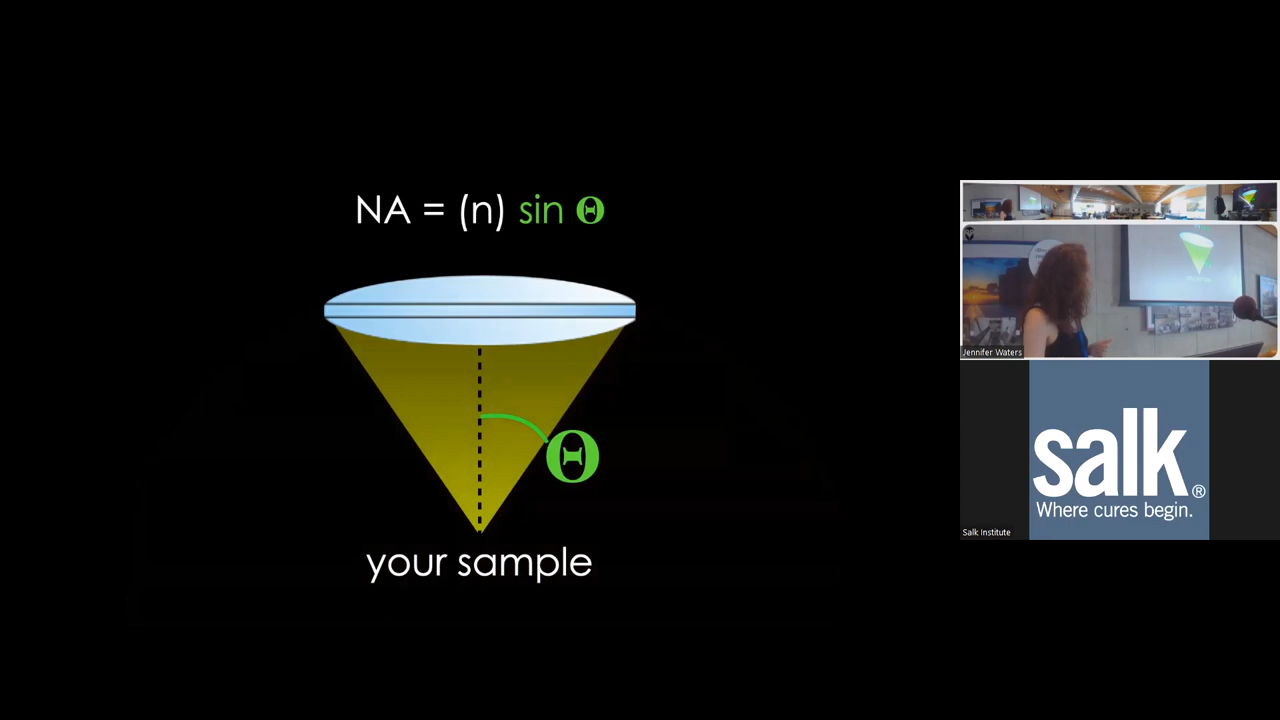 NA = (n) sin Θ
Θ
your sample
Jennifer Waters
salk®
Where cures begin.
Salk Institute